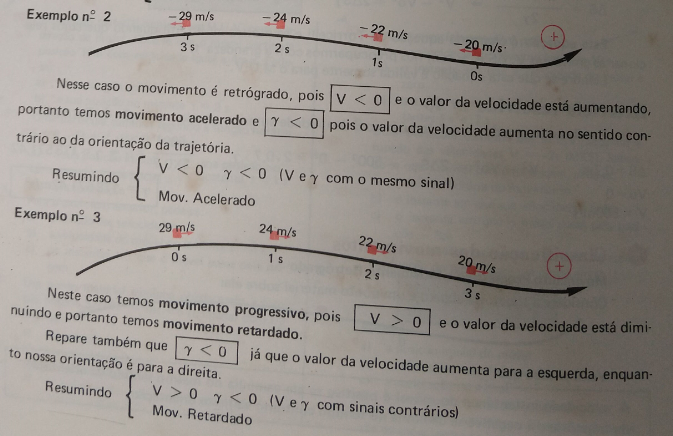 Exemplo nº 2
−29 m/s −24 m/s −22 m/s −20 m/s
+
3 s 2 s 1s 0s
Nesse caso o movimento é retrógrado, pois V < 0 e o valor da velocidade está aumentando,
portanto temos movimento acelerado e γ < 0 pois o valor da velocidade aumenta no sentido con-
trário ao da orientação da trajetória.
Resumindo { V < 0 γ < 0 (V e γ com o mesmo sinal)
Mov. Acelerado
Exemplo nº 3
29 m/s 24 m/s 22 m/s 20 m/s
+
0 s 1 s 2 s 3 s
Neste caso temos movimento progressivo, pois V > 0 e o valor da velocidade está dimi-
nuindo e portanto temos movimento retardado.
Repare também que γ < 0 já que o valor da velocidade aumenta para a esquerda, enquan-
to nossa orientação é para a direita.
Resumindo { V > 0 γ < 0 (V e γ com sinais contrários)
Mov. Retardado